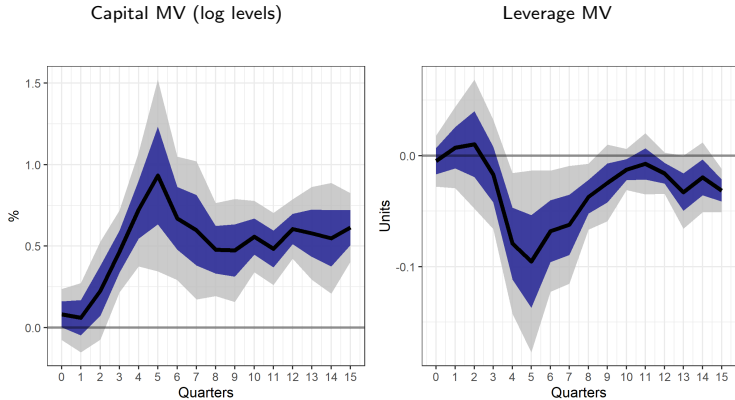 Capital MV (log levels)
Leverage MV
1.5
1.0
0.5
0.0
%
0 1 2 3 4 5 6 7 8 9 10 11 12 13 14 15
Quarters
0.0
-0.1
Units
0 1 2 3 4 5 6 7 8 9 10 11 12 13 14 15
Quarters